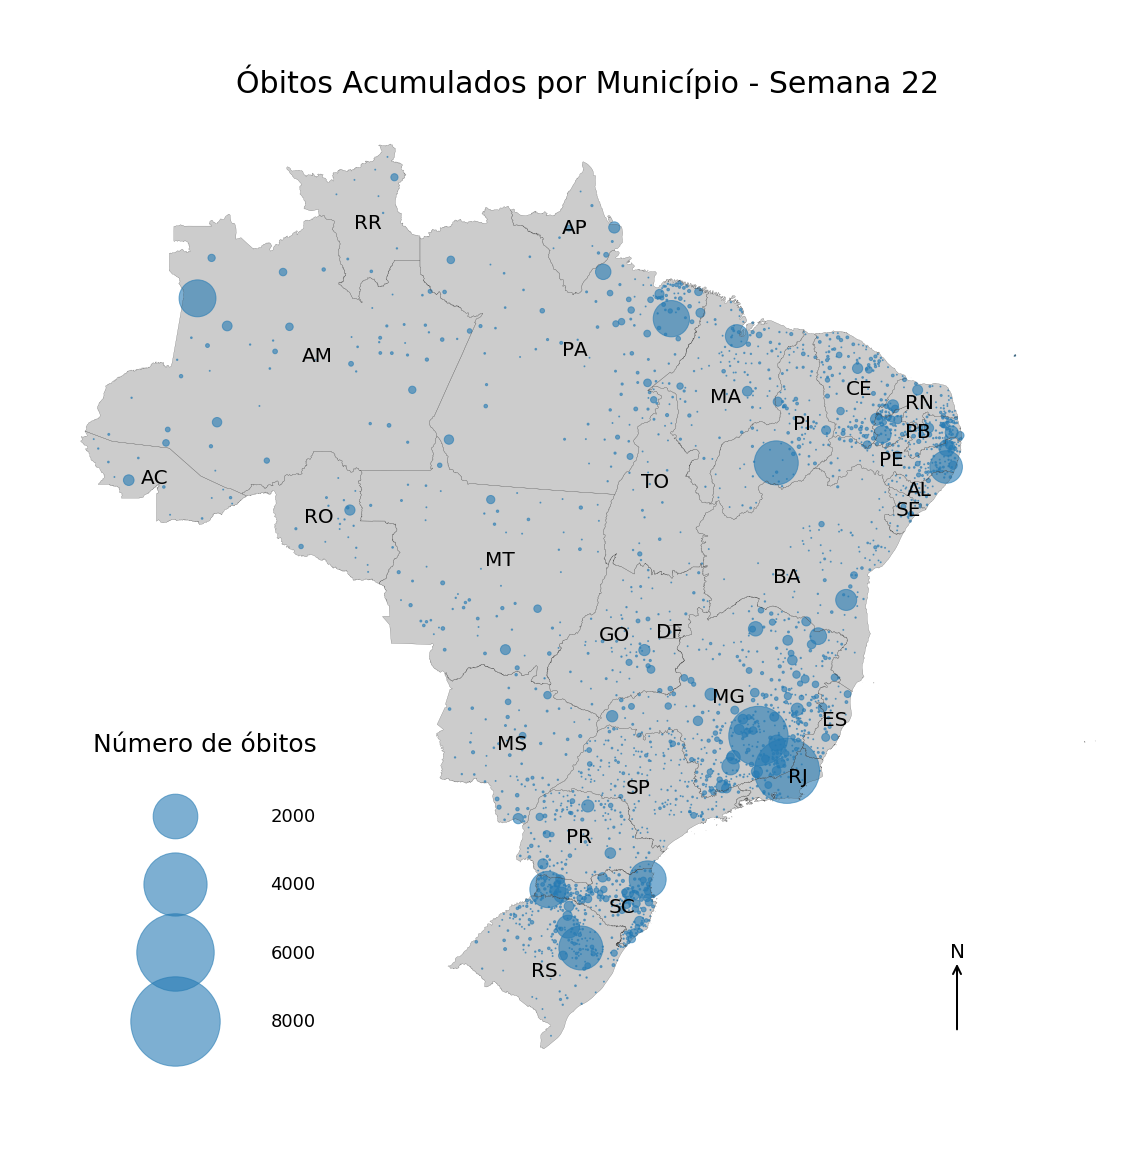 Óbitos Acumulados por Município - Semana 22
RR
AP
AM
PA
MA
CE
RN
PI
PB
PE
AC
TO
AL
SE
RO
MT
BA
GO
DF
MG
ES
MS
Número de óbitos
RJ
SP
2000
PR
4000
SC
N
6000
RS
8000